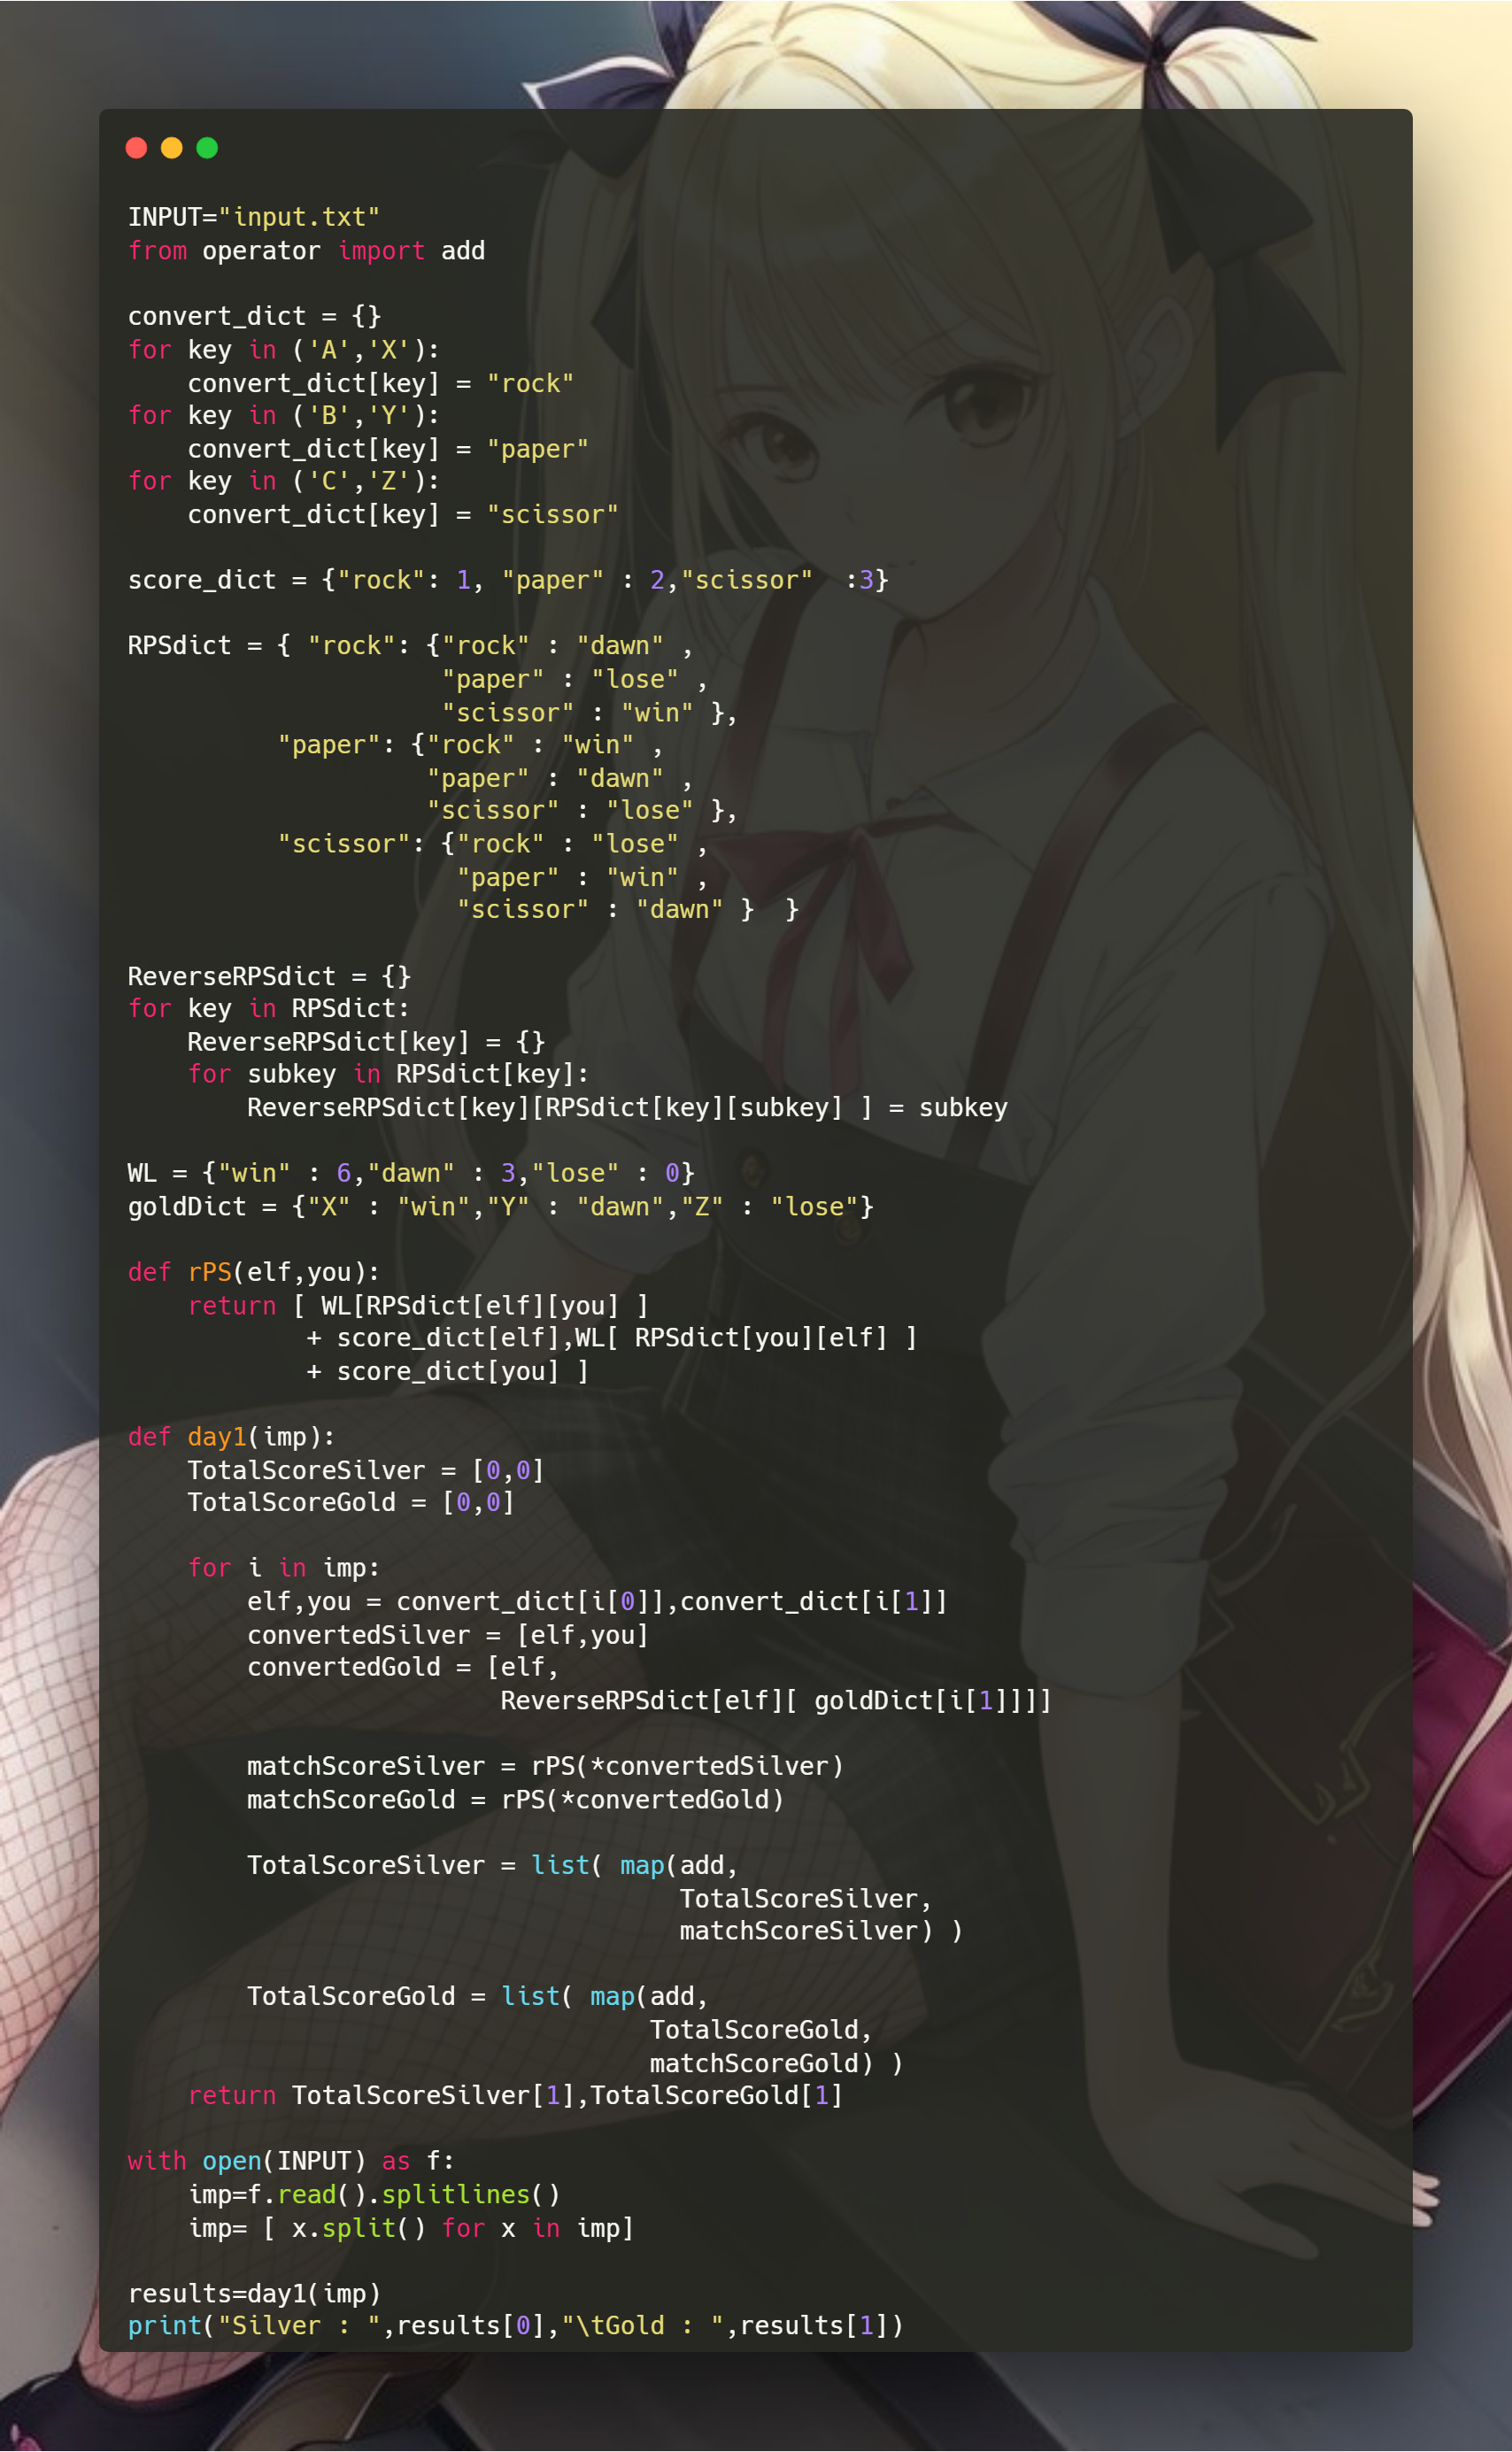 INPUT="input.txt"
from operator import add

convert_dict = {}
for key in ('A','X'):
    convert_dict[key] = "rock"
for key in ('B','Y'):
    convert_dict[key] = "paper"
for key in ('C','Z'):
    convert_dict[key] = "scissor"

score_dict = {"rock": 1, "paper" : 2,"scissor"  :3}

RPSdict = { "rock": {"rock" : "dawn" ,
                     "paper" : "lose" ,
                     "scissor" : "win" },
          "paper": {"rock" : "win" ,
                    "paper" : "dawn" ,
                    "scissor" : "lose" },
          "scissor": {"rock" : "lose" ,
                      "paper" : "win" ,
                      "scissor" : "dawn" }  }

ReverseRPSdict = {}
for key in RPSdict:
    ReverseRPSdict[key] = {}
    for subkey in RPSdict[key]:
        ReverseRPSdict[key][RPSdict[key][subkey] ] = subkey

WL = {"win" : 6,"dawn" : 3,"lose" : 0}
goldDict = {"X" : "win","Y" : "dawn","Z" : "lose"}

def rPS(elf,you):
    return [ WL[RPSdict[elf][you] ]
            + score_dict[elf],WL[ RPSdict[you][elf] ]
            + score_dict[you] ]

def day1(imp):
    TotalScoreSilver = [0,0]
    TotalScoreGold = [0,0]

    for i in imp:
        elf,you = convert_dict[i[0]],convert_dict[i[1]]
        convertedSilver = [elf,you]
        convertedGold = [elf,
                         ReverseRPSdict[elf][ goldDict[i[1]]]]

        matchScoreSilver = rPS(*convertedSilver)
        matchScoreGold = rPS(*convertedGold)

        TotalScoreSilver = list( map(add,
                                     TotalScoreSilver,
                                     matchScoreSilver) )

        TotalScoreGold = list( map(add,
                                   TotalScoreGold,
                                   matchScoreGold) )
    return TotalScoreSilver[1],TotalScoreGold[1]

with open(INPUT) as f:
    imp=f.read().splitlines()
    imp= [ x.split() for x in imp]

results=day1(imp)
print("Silver : ",results[0],"\tGold : ",results[1])